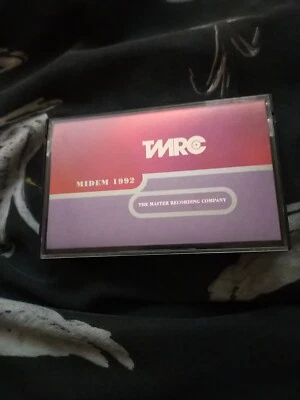 TMRC
MIDEM 1992
THE MASTER RECORDING COMPANY